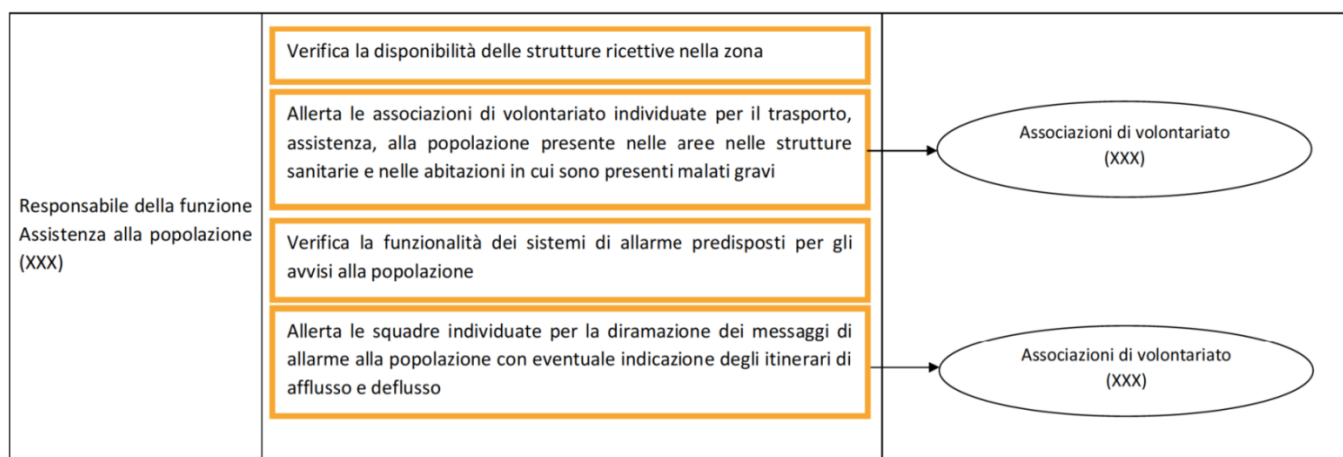 Responsabile della funzione
Assistenza alla popolazione
(XXX)
Verifica la disponibilità delle strutture ricettive nella zona
Allerta le associazioni di volontariato individuate per il trasporto,
assistenza, alla popolazione presente nelle aree nelle strutture
sanitarie e nelle abitazioni in cui sono presenti malati gravi
Verifica la funzionalità dei sistemi di allarme predisposti per gli
avvisi alla popolazione
Allerta le squadre individuate per la diramazione dei messaggi di
allarme alla popolazione con eventuale indicazione degli itinerari di
afflusso e deflusso
Associazioni di volontariato
(XXX)
Associazioni di volontariato
(XXX)